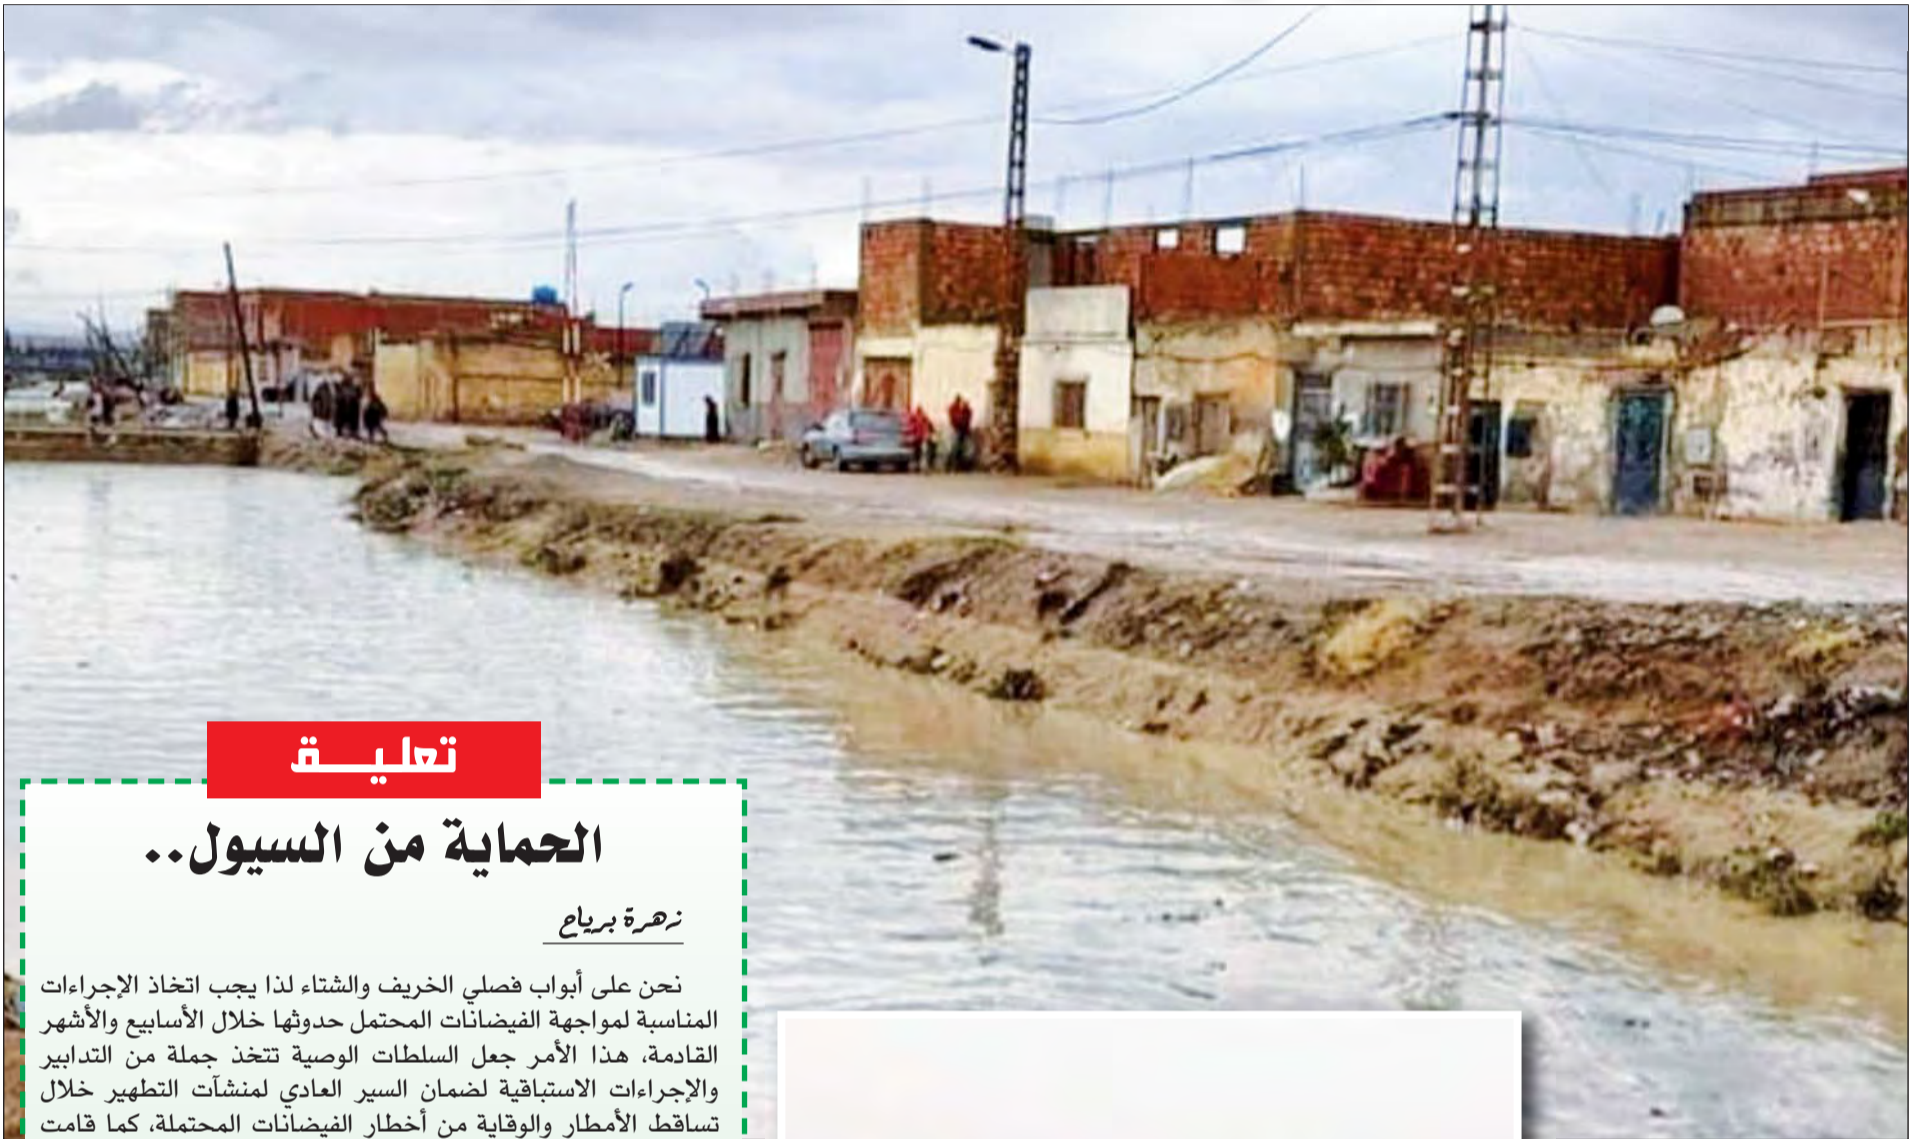 تعليـــق
الحماية من السيول..
زهرة برياح
نحن على أبواب فصلي الخريف والشتاء لذا يجب اتخاذ الإجراءات
المناسبة لمواجهة الفيضانات المحتمل حدوثها خلال الأسابيع والأشهر
القادمة، هذا الأمر جعل السلطات الوصية تتخذ جملة من التدابير
والإجراءات الاستباقية لضمان السير العادي لمنشآت التطهير خلال
تساقط الأمطار والوقاية من أخطار الفيضانات المحتملة، كما قامت